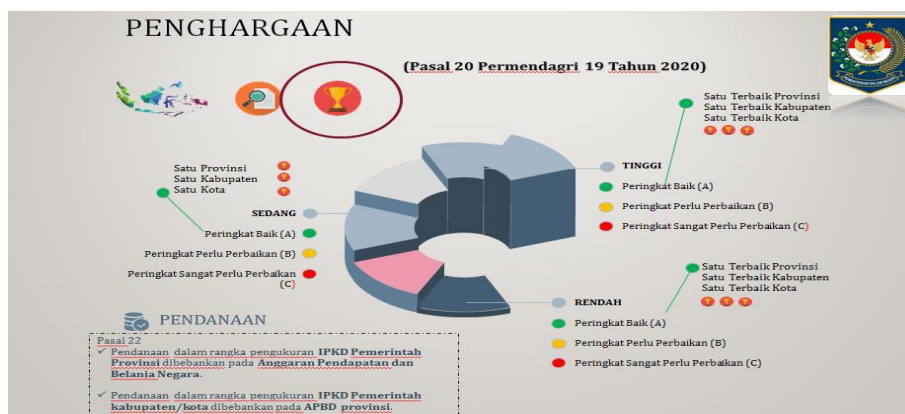 PENGHARGAAN
(Pasal 20 Permendagri 19 Tahun 2020)
Satu Terbaik Provinsi
Satu Terbaik Kabupaten
Satu Terbaik Kota
TINGGI
Peringkat Baik (A)
Peringkat Perlu Perbaikan (B)
Peringkat Sangat Perlu Perbaikan (C)
Satu Provinsi
Satu Kabupaten
Satu Kota
SEDANG
Peringkat Baik (A)
Peringkat Perlu Perbaikan (B)
Peringkat Sangat Perlu Perbaikan
(C)
Satu Terbaik Provinsi
Satu Terbaik Kabupaten
Satu Terbaik Kota
RENDAH
Peringkat Baik (A)
Peringkat Perlu Perbaikan (B)
Peringkat Sangat Perlu Perbaikan (C)
PENDANAAN
Pasal 22
✓ Pendanaan dalam rangka pengukuran IPKD Pemerintah
Provinsi dibebankan pada Anggaran Pendapatan dan
Belanja Negara.
✓ Pendanaan dalam rangka pengukuran IPKD Pemerintah
kabupaten/kota dibebankan pada APBD provinsi.